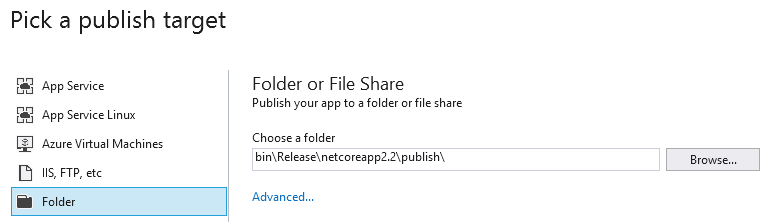 Pick a publish target
App Service
App Service Linux
Azure Virtual Machines
IIS, FTP, etc
Folder
Folder or File Share
Publish your app to a folder or file share
Choose a folder
bin\Release\netcoreapp2.2\publish\
Browse...
Advanced...